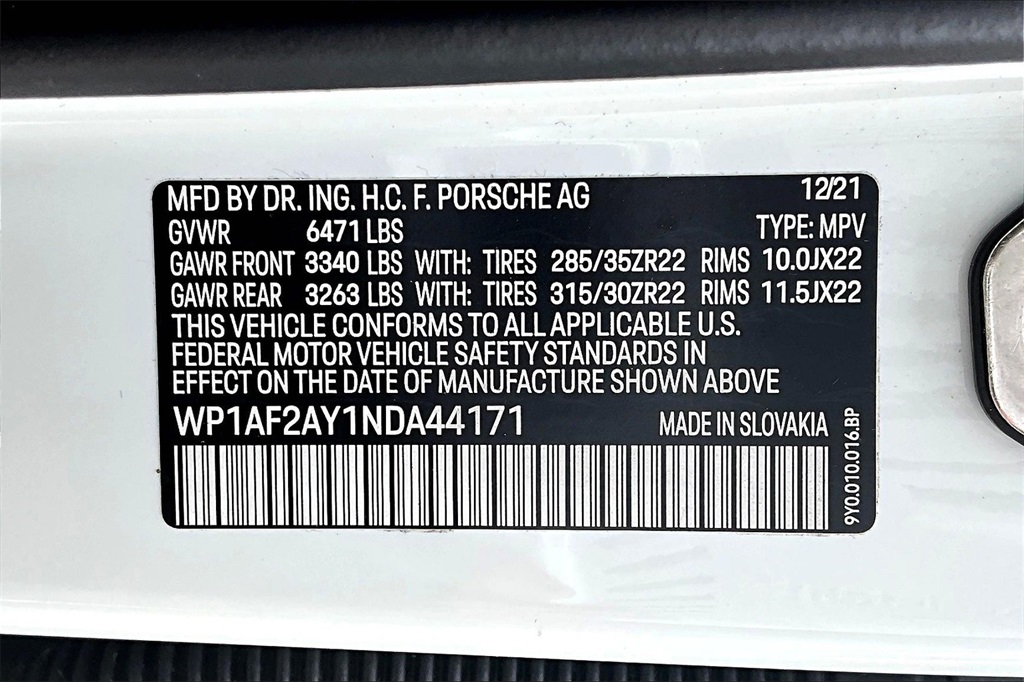 MFD BY DR. ING. H.C. F. PORSCHE AG 12/21
GVWR 6471 LBS TYPE: MPV
GAWR FRONT 3340 LBS WITH: TIRES 285/35ZR22 RIMS 10.0JX22
GAWR REAR 3263 LBS WITH: TIRES 315/30ZR22 RIMS 11.5JX22
THIS VEHICLE CONFORMS TO ALL APPLICABLE U.S.
FEDERAL MOTOR VEHICLE SAFETY STANDARDS IN
EFFECT ON THE DATE OF MANUFACTURE SHOWN ABOVE
WP1AF2AY1NDA44171 MADE IN SLOVAKIA
9Y0.010.016.BP